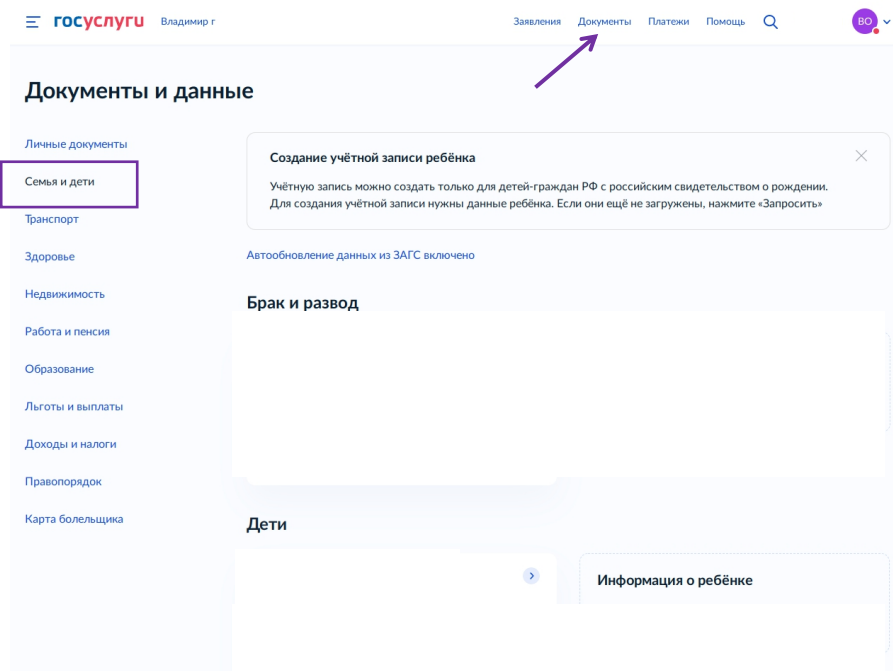 госуслуги Владимир г Заявления Документы Платежи Помощь ВО
Документы и данные
Личные документы
Семья и дети
Транспорт
Здоровье
Недвижимость
Работа и пенсия
Образование
Льготы и выплаты
Доходы и налоги
Правопорядок
Карта болельщика
Создание учётной записи ребёнка
Учётную запись можно создать только для детей-граждан РФ с российским свидетельством о рождении.
Для создания учётной записи нужны данные ребёнка. Если они ещё не загружены, нажмите «Запросить»
Автообновление данных из ЗАГС включено
Брак и развод
Дети
Информация о ребёнке